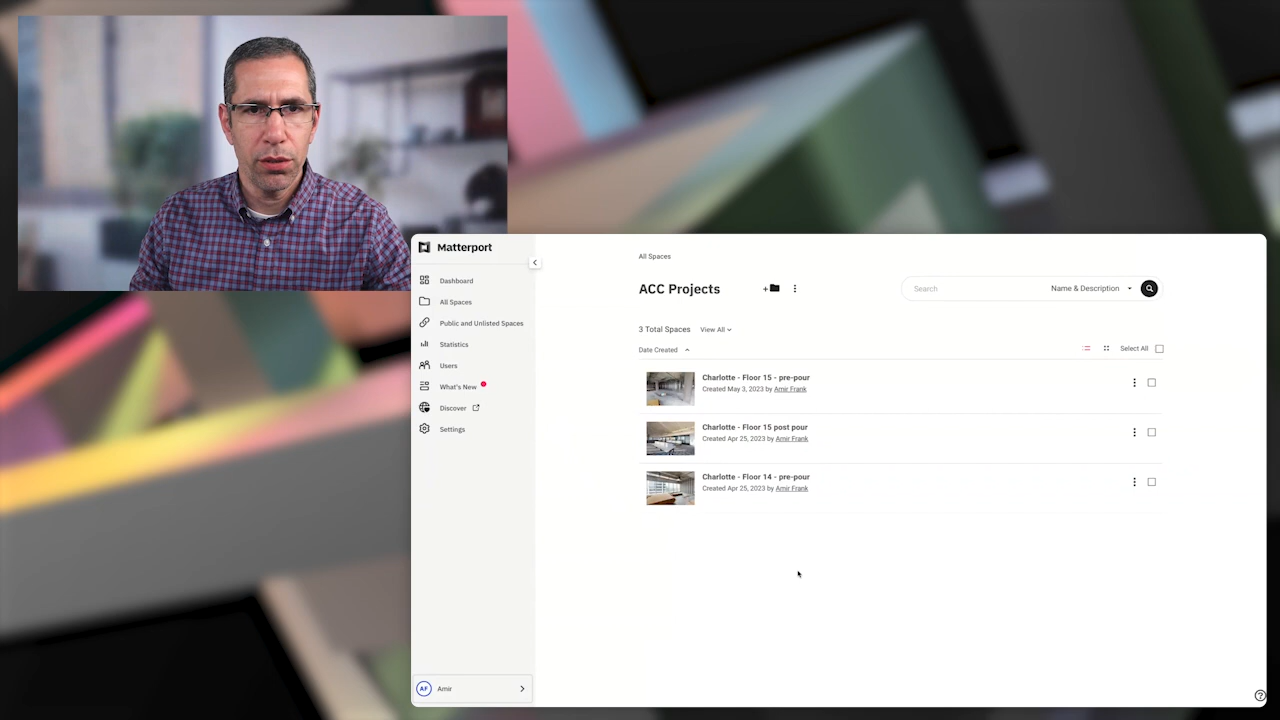 Matterport
Dashboard
All Spaces
Public and Unlisted Spaces
Statistics
Users
What's New
Discover
Settings
AF Amir
All Spaces
ACC Projects
+
Search
Name & Description
3 Total Spaces View All
Date Created
Select All
Charlotte - Floor 15 - pre-pour
Created May 3, 2023 by Amir Frank
Charlotte - Floor 15 post pour
Created Apr 25, 2023 by Amir Frank
Charlotte - Floor 14 - pre-pour
Created Apr 25, 2023 by Amir Frank
?